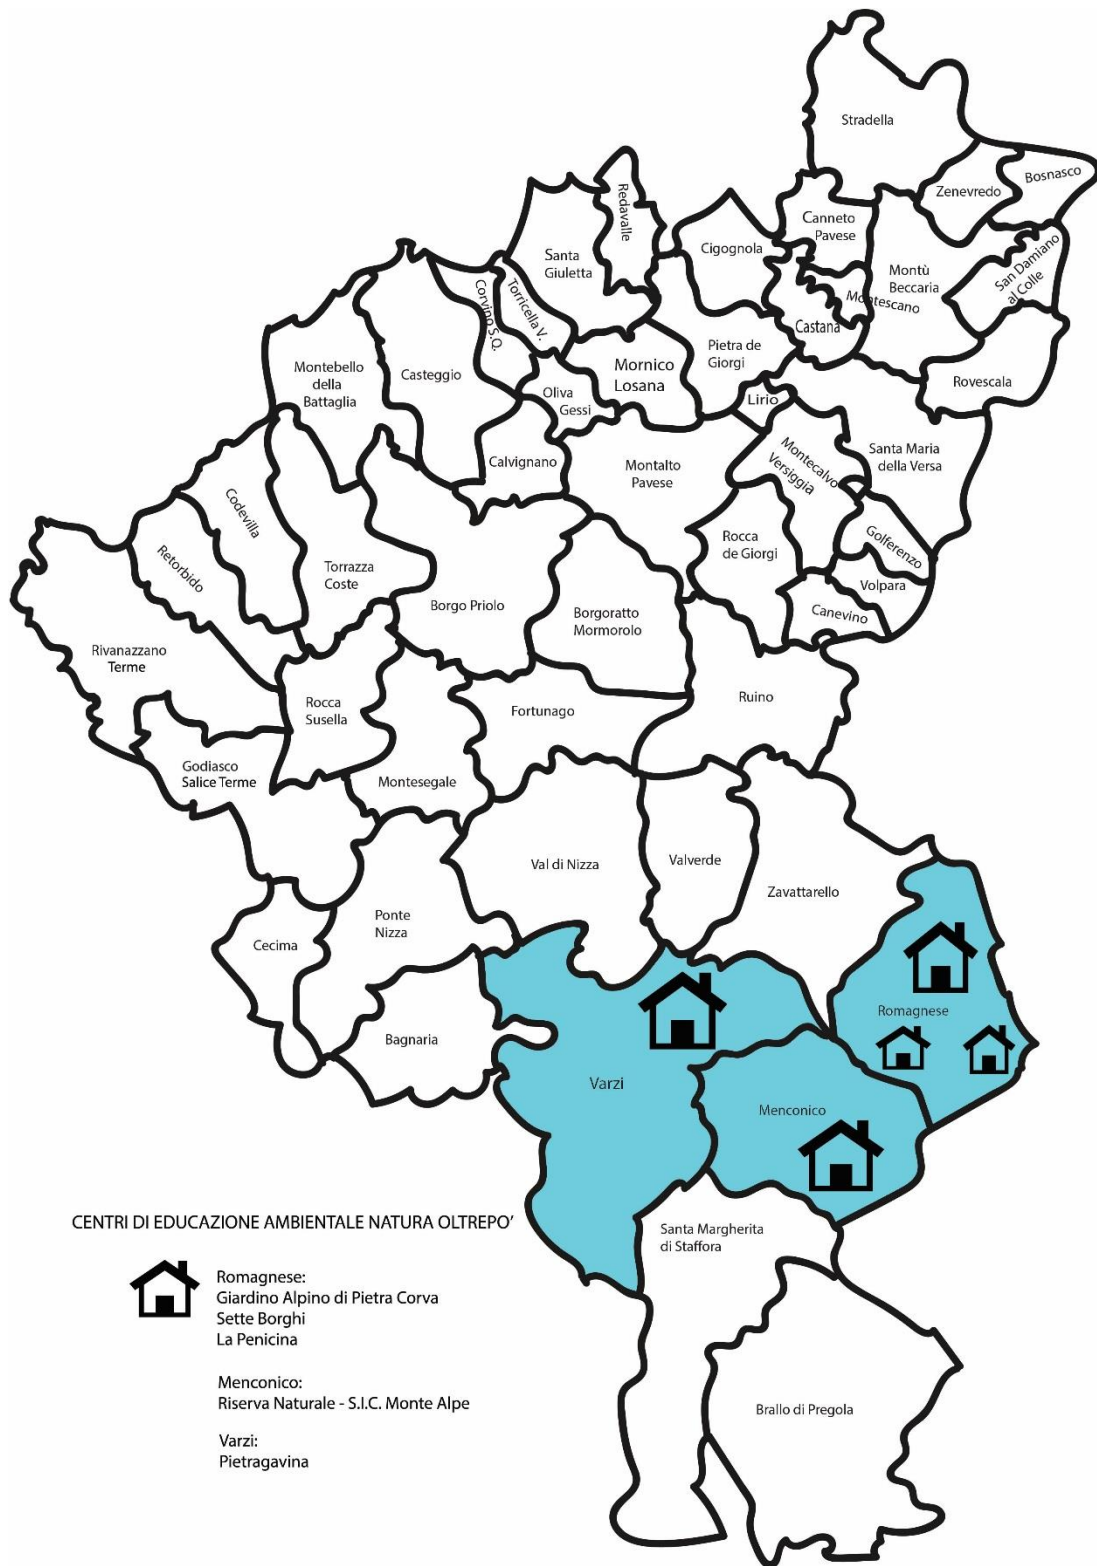 Stradella
Bosnasco
Zenevredo
Redavalle
Canneto
Pavese
Cigognola
Santa
Giuletta
San Damiano
al Colle
Montù
Beccaria
Montescano
Corvino S.Q.
Torricella V.
Castana
Pietra de
Giorgi
Mornico
Losana
Montebello
della
Battaglia
Casteggio
Rovescala
Oliva
Gessi
Lirio
Santa Maria
della Versa
Calvignano
Montalto
Pavese
Montecalvo
Versiggia
Codevilla
Golferenzo
Rocca
de Giorgi
Retorbido
Torrazza
Coste
Volpara
Canevino
Borgo Priolo
Borgoratto
Mormorolo
Rivanazzano
Terme
Rocca
Susella
Fortunago
Ruino
Godiasco
Salice Terme
Montesegale
Val di Nizza
Valverde
Zavattarello
Ponte
Nizza
Cecima
Romagnese
Bagnaria
Varzi
Menconico
Santa Margherita
di Staffora
CENTRI DI EDUCAZIONE AMBIENTALE NATURA OLTREPO'
Romagnese:
Giardino Alpino di Pietra Corva
Sette Borghi
La Penicina
Menconico:
Riserva Naturale - S.I.C. Monte Alpe
Varzi:
Pietragavina
Brallo di Pregola